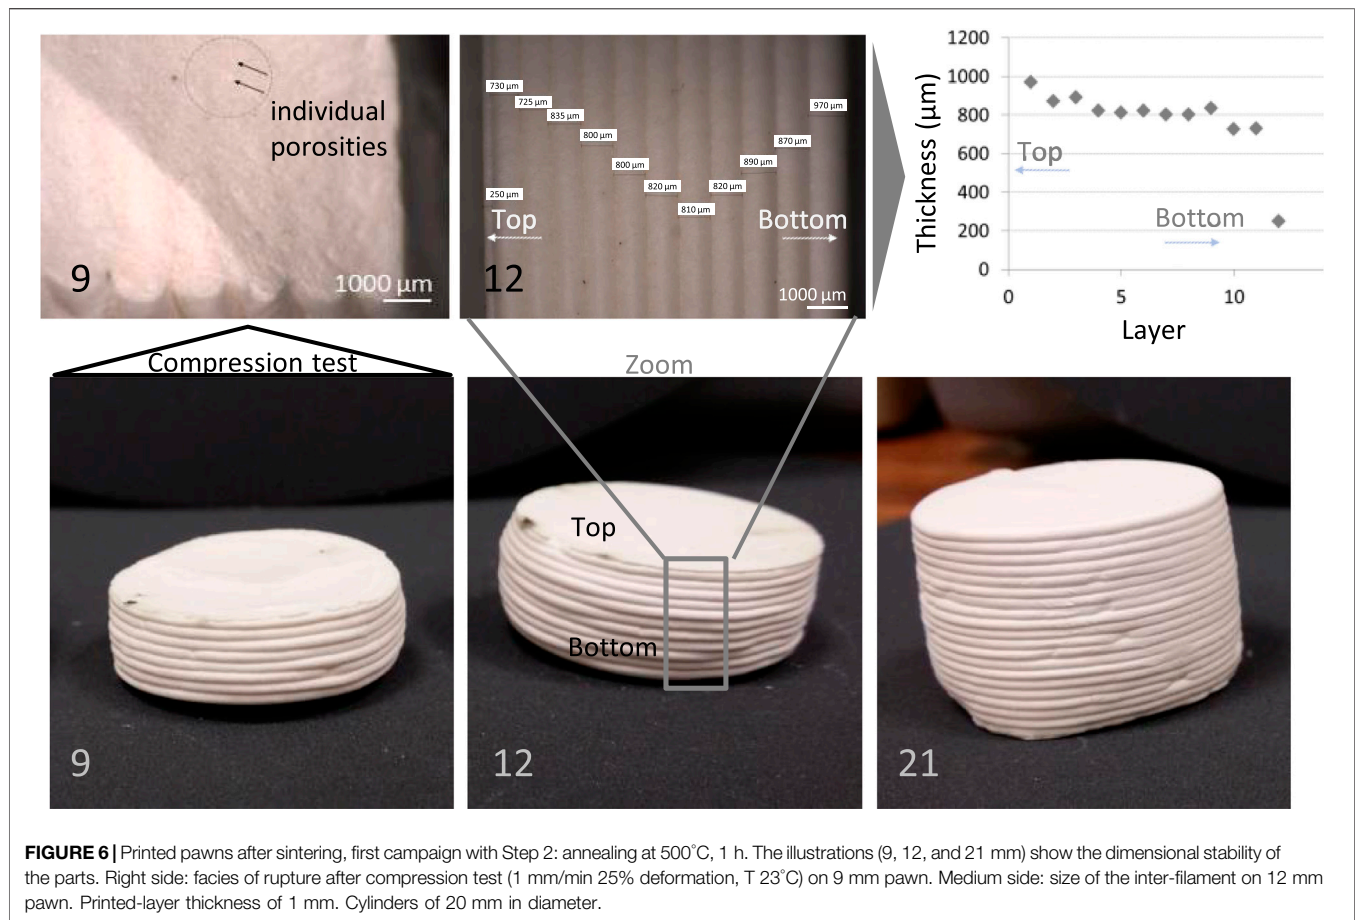 individual
porosities
9
1000 µm
730 µm
725 µm
835 µm
800 µm
800 µm
820 µm
810 µm
820 µm
890 µm
870 µm
970 µm
250 µm
Top
Bottom
12
1000 µm
Thickness (µm)
1200
1000
800
600
400
200
0
Top
Bottom
0 5 10
Layer
Compression test
Zoom
9
Top
Bottom
12
21
FIGURE 6 | Printed pawns after sintering, first campaign with Step 2: annealing at 500°C, 1 h. The illustrations (9, 12, and 21 mm) show the dimensional stability of
the parts. Right side: facies of rupture after compression test (1 mm/min 25% deformation, T 23°C) on 9 mm pawn. Medium side: size of the inter-filament on 12 mm
pawn. Printed-layer thickness of 1 mm. Cylinders of 20 mm in diameter.